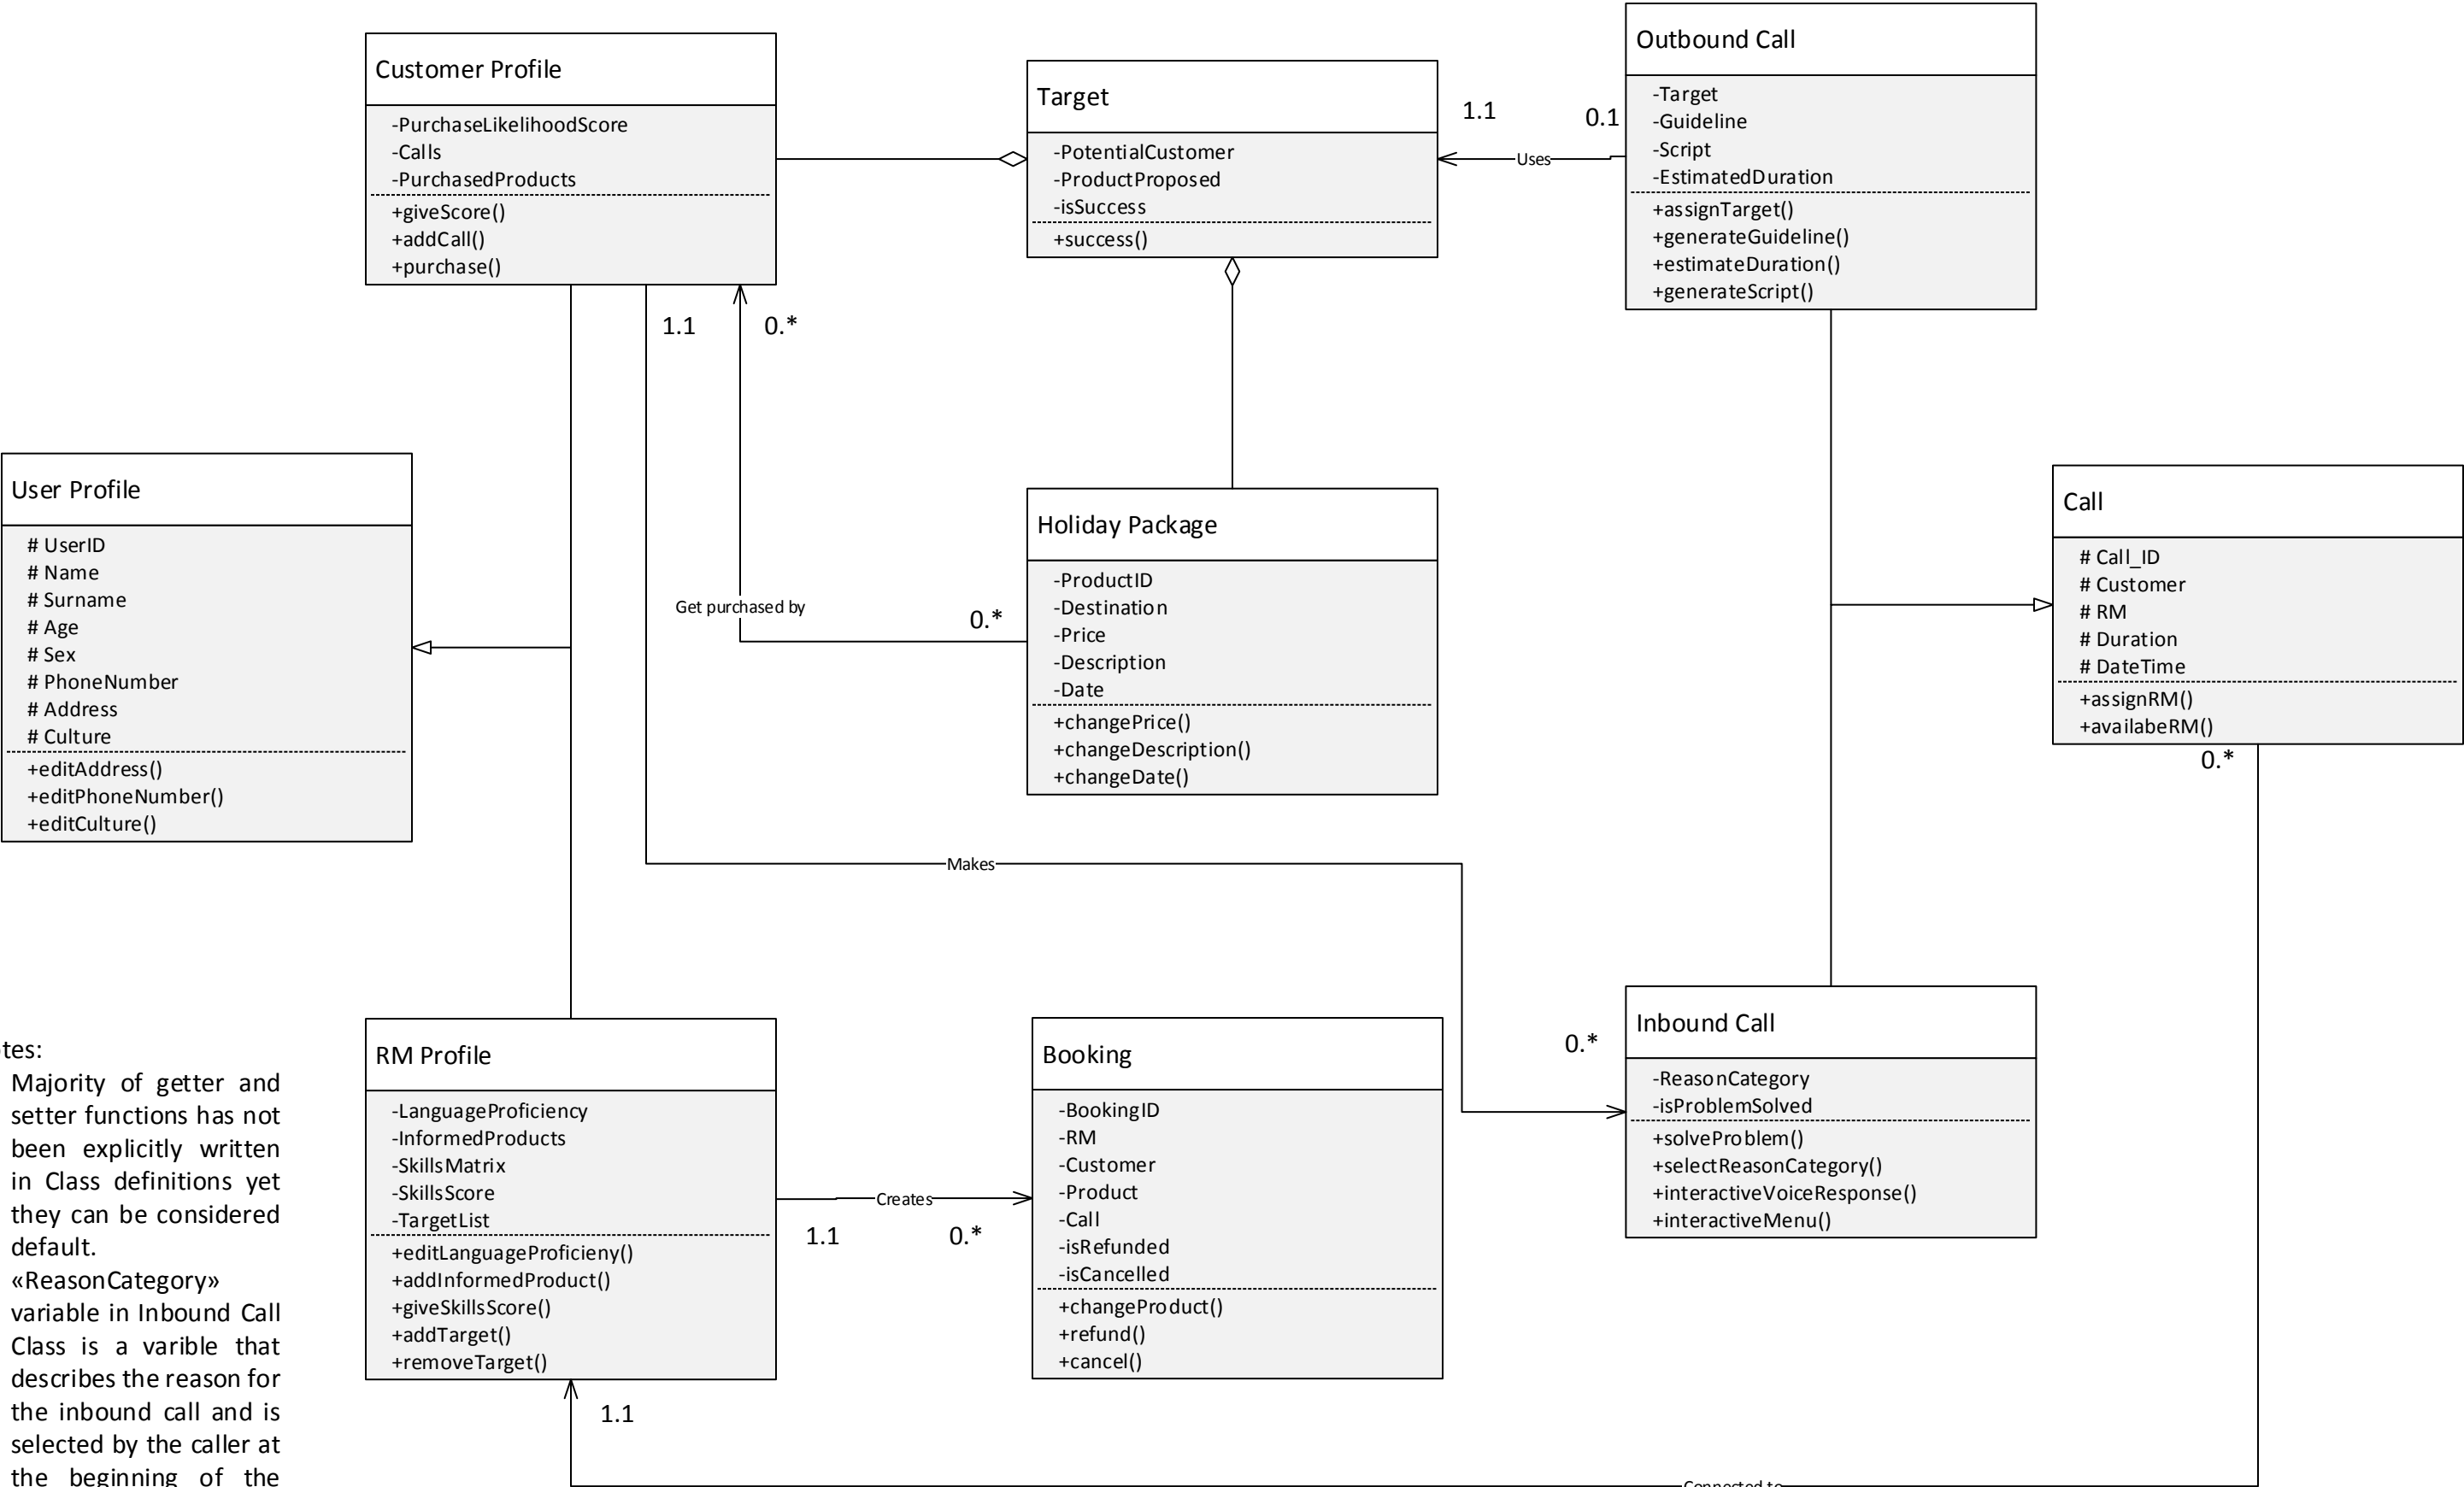 Customer Profile
-PurchaseLikelihoodScore
-Calls
-PurchasedProducts
+giveScore()
+addCall()
+purchase()
1.1
0.*
Target
-PotentialCustomer
-ProductProposed
-isSuccess
+success()
1.1
0.1
Uses
Outbound Call
-Target
-Guideline
-Script
-EstimatedDuration
+assignTarget()
+generateGuideline()
+estimateDuration()
+generateScript()
User Profile
# UserID
# Name
# Surname
# Age
# Sex
# PhoneNumber
# Address
# Culture
+editAddress()
+editPhoneNumber()
+editCulture()
Get purchased by
0.*
Holiday Package
-ProductID
-Destination
-Price
-Description
-Date
+changePrice()
+changeDescription()
+changeDate()
Call
# Call_ID
# Customer
# RM
# Duration
# DateTime
+assignRM()
+availabeRM()
0.*
Makes
0.*
tes:
Majority of getter and
setter functions has not
been explicitly written
in Class definitions yet
they can be considered
default.
«ReasonCategory»
variable in Inbound Call
Class is a varible that
describes the reason for
the inbound call and is
selected by the caller at
the beginning of the
RM Profile
-LanguageProficiency
-InformedProducts
-SkillsMatrix
-SkillsScore
-TargetList
+editLanguageProficieny()
+addInformedProduct()
+giveSkillsScore()
+addTarget()
+removeTarget()
1.1
Creates
1.1
0.*
Booking
-BookingID
-RM
-Customer
-Product
-Call
-isRefunded
-isCancelled
+changeProduct()
+refund()
+cancel()
Inbound Call
-ReasonCategory
-isProblemSolved
+solveProblem()
+selectReasonCategory()
+interactiveVoiceResponse()
+interactiveMenu()
Connected to